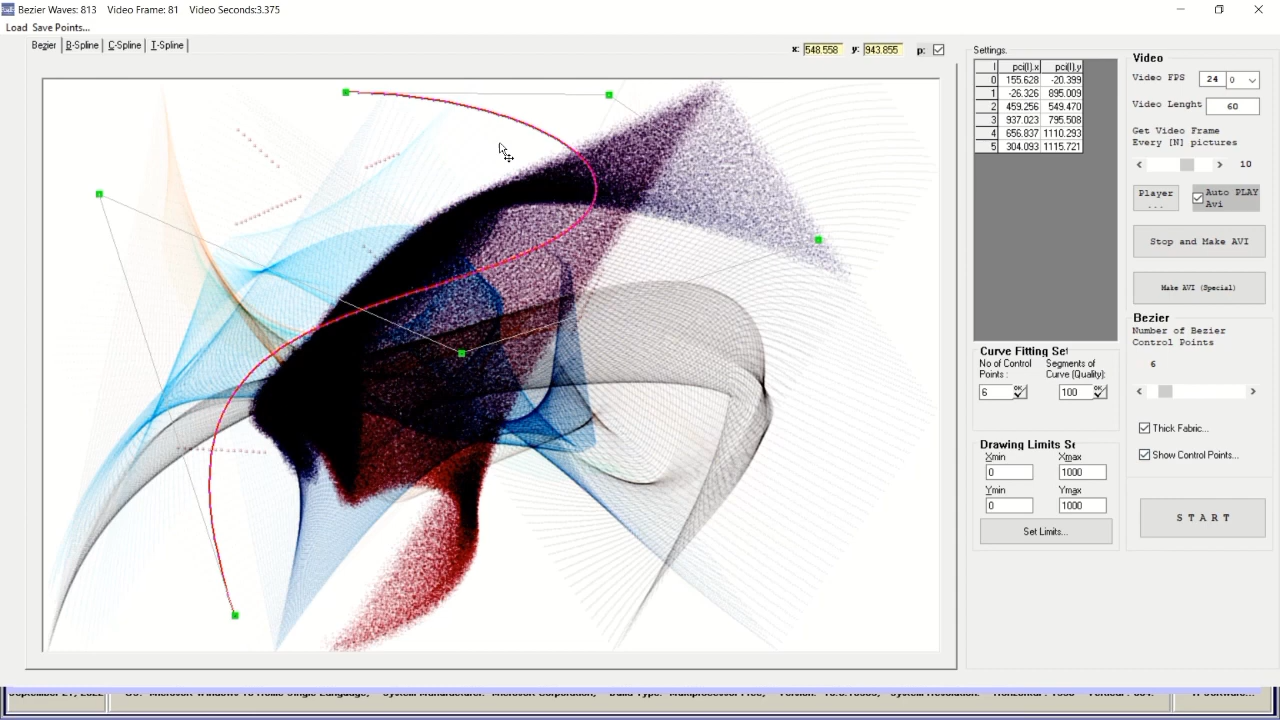 Bezier Waves: 813 Video Frame: 81 Video Seconds:3.375
Load Save Points...
Bezier B-Spline C-Spline T-Spline
x: 548.558 y: 943.855 p:
Settings.
I pci(I).x pci(I).y
0 155.628 -20.399
1 -26.326 895.009
2 459.256 549.470
3 937.023 795.508
4 656.837 1110.293
5 304.093 1115.721
Curve Fitting Set
No of Control Points :
6 OK
Segments of Curve (Quality):
100 OK
Drawing Limits Se
Xmin Xmax
0 1000
Ymin Ymax
0 1000
Set Limits...
Video
Video FPS 24 0
Video Lenght 60
Get Video Frame
Every [N] pictures
10
Player
...
Auto PLAY
Avi
Stop and Make AVI
Make AVI (Special)
Bezier
Number of Bezier
Control Points
6
Thick Fabric...
Show Control Points...
S T A R T